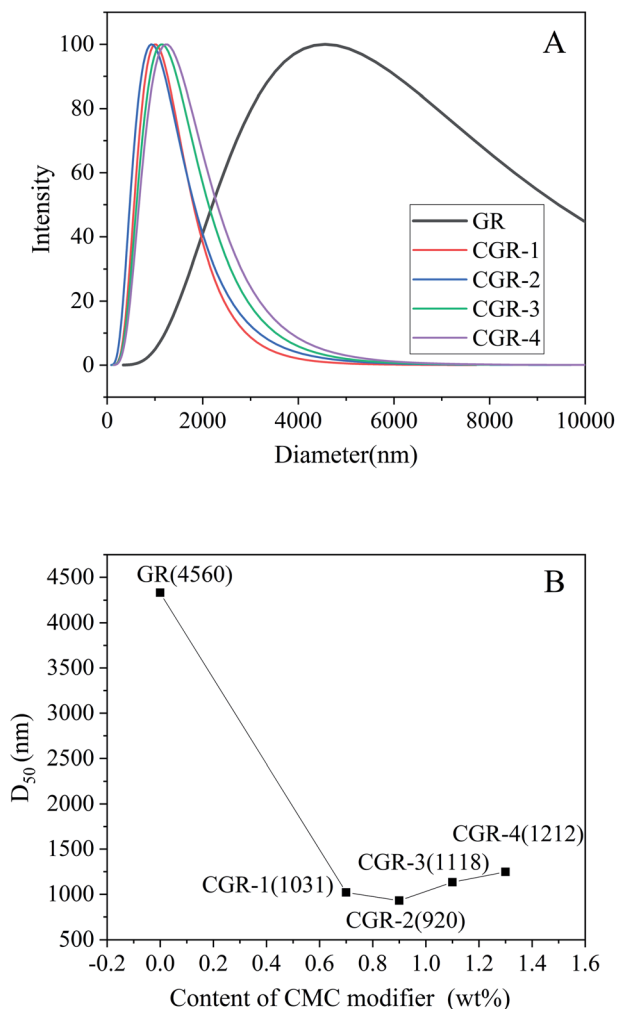 A
100
80
60
40
20
0
Intensity
GR
CGR-1
CGR-2
CGR-3
CGR-4
0 2000 4000 6000 8000 10000
Diameter(nm)
B
4500
4000
3500
3000
2500
2000
1500
1000
500
D₅₀ (nm)
GR(4560)
CGR-4(1212)
CGR-3(1118)
CGR-1(1031)
CGR-2(920)
-0.2 0.0 0.2 0.4 0.6 0.8 1.0 1.2 1.4 1.6
Content of CMC modifier (wt%)